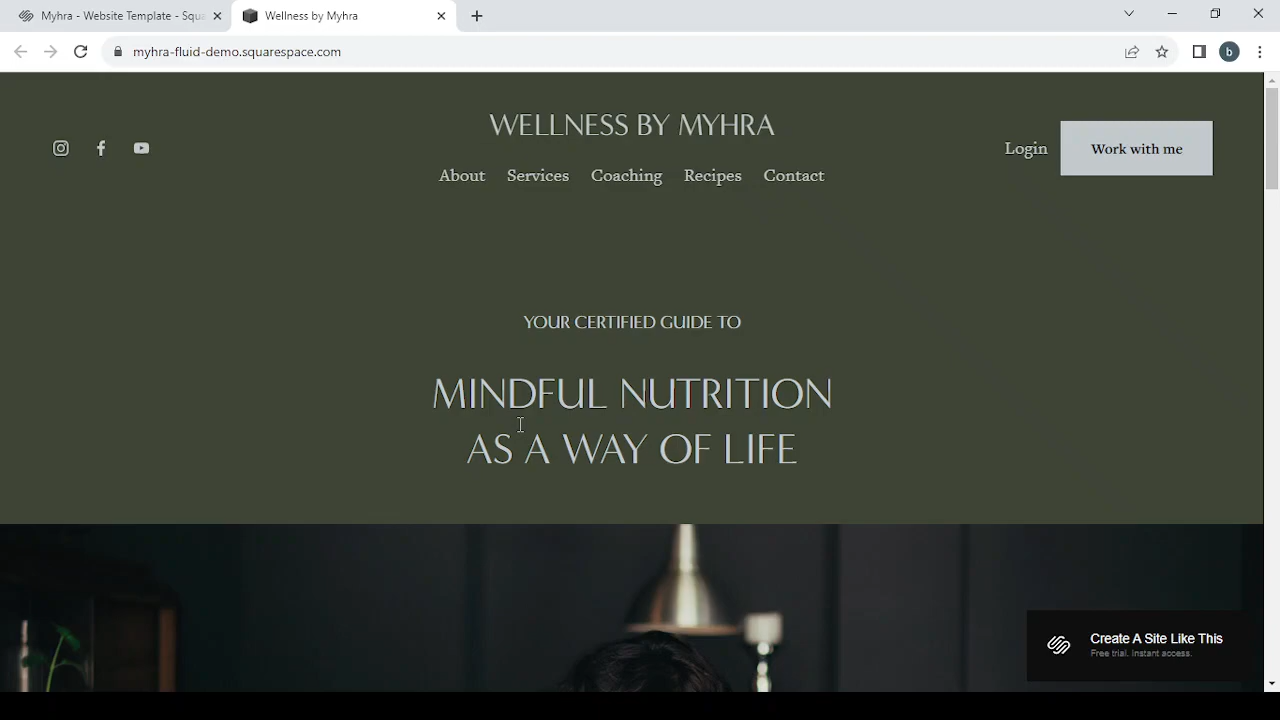 Myhra - Website Template - Squa
Wellness by Myhra
myhra-fluid-demo.squarespace.com
b
WELLNESS BY MYHRA
About Services Coaching Recipes Contact
Login
Work with me
YOUR CERTIFIED GUIDE TO
MINDFUL NUTRITION
AS A WAY OF LIFE
Create A Site Like This
Free trial. Instant access.